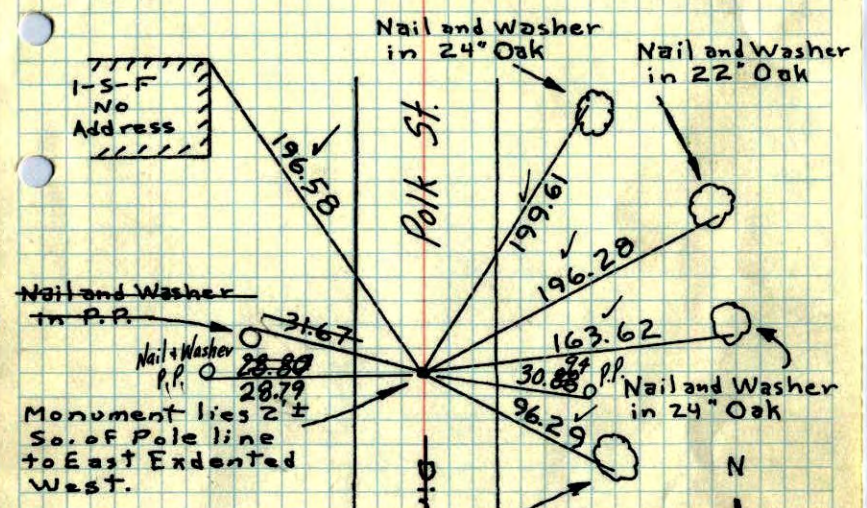 Nail and Washer
in 24" Oak
Nail and Washer
in 22" Oak
1-S-F
No
Address
Polk St.
196.58
199.61
196.28
Nail and Washer
in P.P.
31.67
163.62
Nail & Washer
P.P.
28.80
28.79
94
30.88
P.P.
96.29
Nail and Washer
in 24" Oak
Monument lies 2'±
So. of Pole line
to East Exdented
West.
N